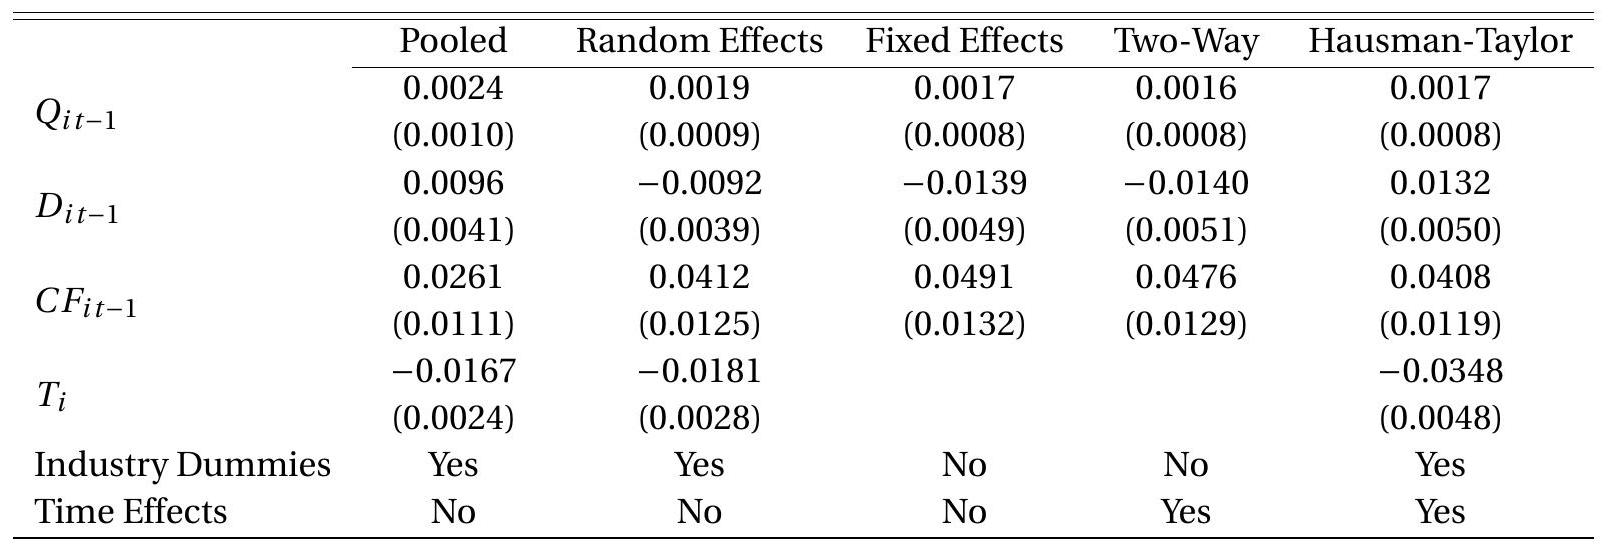 Pooled Random Effects Fixed Effects Two-Way Hausman-Taylor
Q_{it−1} 0.0024 0.0019 0.0017 0.0016 0.0017
(0.0010) (0.0009) (0.0008) (0.0008) (0.0008)
D_{it−1} 0.0096 −0.0092 −0.0139 −0.0140 0.0132
(0.0041) (0.0039) (0.0049) (0.0051) (0.0050)
CF_{it−1} 0.0261 0.0412 0.0491 0.0476 0.0408
(0.0111) (0.0125) (0.0132) (0.0129) (0.0119)
T_i −0.0167 −0.0181 −0.0348
(0.0024) (0.0028) (0.0048)
Industry Dummies Yes Yes No No Yes
Time Effects No No No Yes Yes